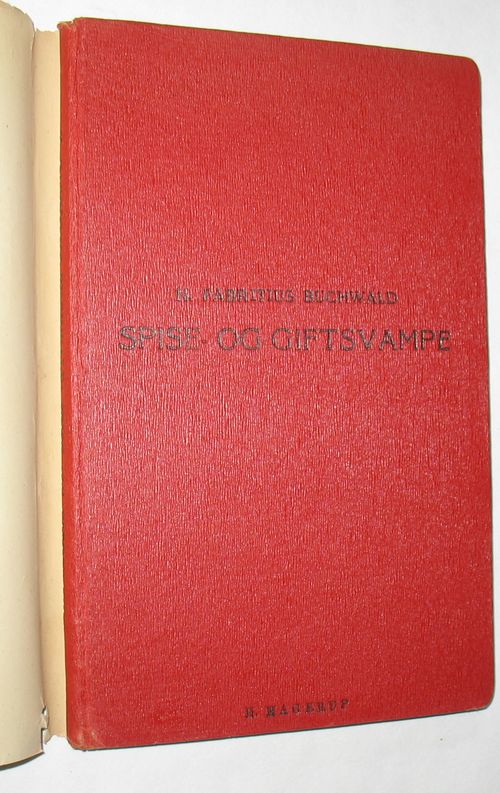 N. FABRITIUS BUCHWALD
SPISE- OG GIFTSVAMPE
H. HAGERUP